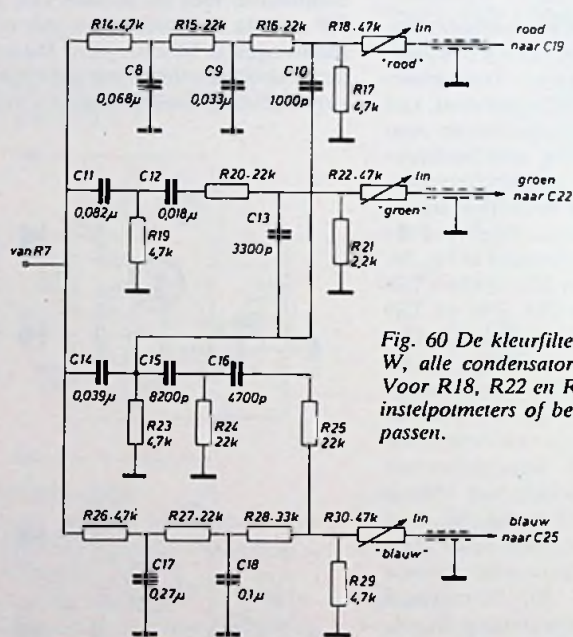 R14.4,7k R15.22k R16.22k R18.47k lin rood
"rood" naar C19
C8 C9 C10 R17
0,068µ 0,033µ 1000p 4,7k
C11 C12 R20.22k R22.47k lin groen
"groen" naar C22
0,082µ 0,018µ C13
R19 3300p R21
4,7k 2,2k
van R7
Fig. 60 De kleurfilte
W, alle condensator
Voor R18, R22 en R
instelpotmeters of be
passen.
C14 C15 C16
0,039µ 8200p 4700p
R23 R24 R25
4,7k 22k 22k
R26.4,7k R27.22k R28.33k R30.47k lin blauw
"blauw" naar C25
C17 C18 R29
0,27µ 0,1µ 4,7k